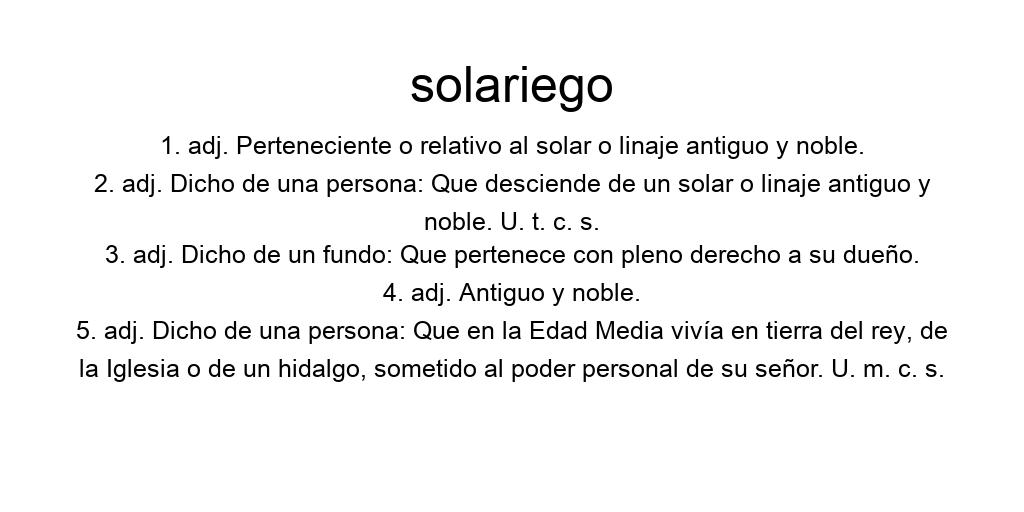 solariego
1. adj. Perteneciente o relativo al solar o linaje antiguo y noble.
2. adj. Dicho de una persona: Que desciende de un solar o linaje antiguo y
noble. U. t. c. s.
3. adj. Dicho de un fundo: Que pertenece con pleno derecho a su dueño.
4. adj. Antiguo y noble.
5. adj. Dicho de una persona: Que en la Edad Media vivía en tierra del rey, de
la Iglesia o de un hidalgo, sometido al poder personal de su señor. U. m. c. s.